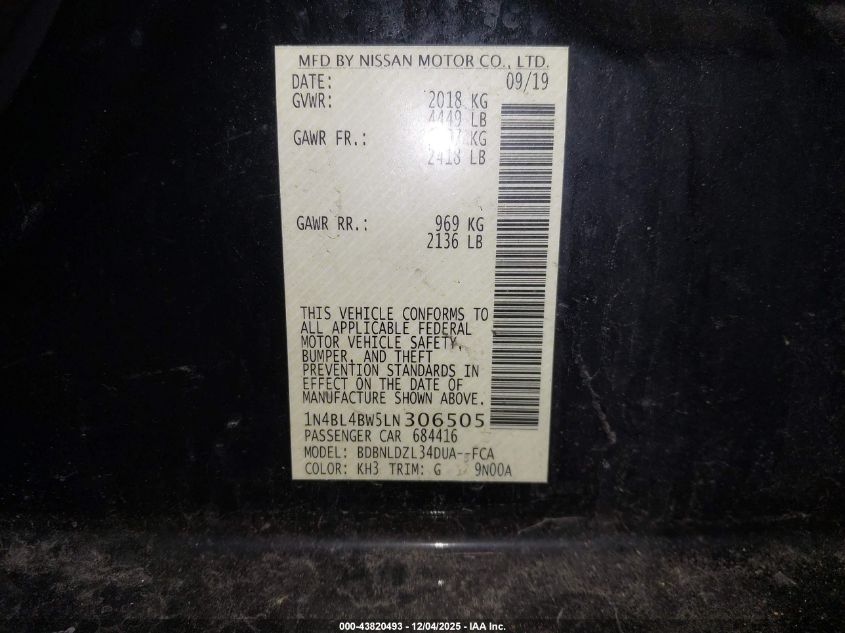 MFD BY NISSAN MOTOR CO., LTD.
DATE: 09/19
GVWR: 2018 KG
4449 LB
GAWR FR.: KG
2418 LB
GAWR RR.: 969 KG
2136 LB
THIS VEHICLE CONFORMS TO
ALL APPLICABLE FEDERAL
MOTOR VEHICLE SAFETY,
BUMPER, AND THEFT
PREVENTION STANDARDS IN
EFFECT ON THE DATE OF
MANUFACTURE SHOWN ABOVE.
1N4BL4BW5LN306505
PASSENGER CAR 684416
MODEL: BDBNLDZL34DUA--FCA
COLOR: KH3 TRIM: G 9N00A
000-43820493 - 12/04/2025 - IAA Inc.